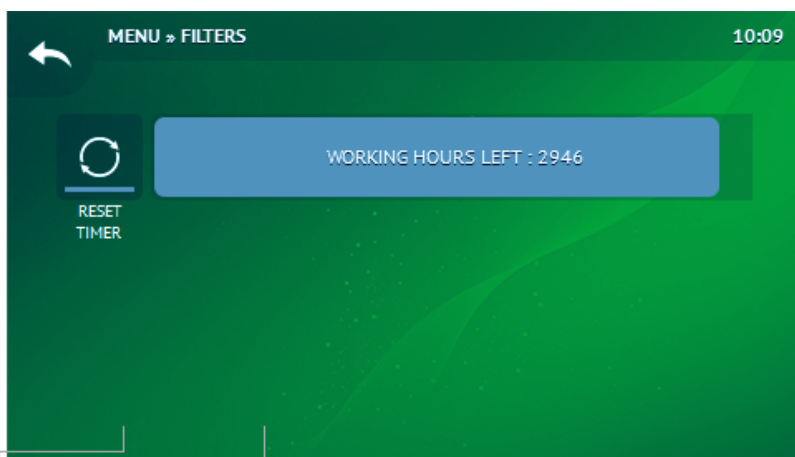 MENU » FILTERS
10:09
WORKING HOURS LEFT : 2946
RESET
TIMER